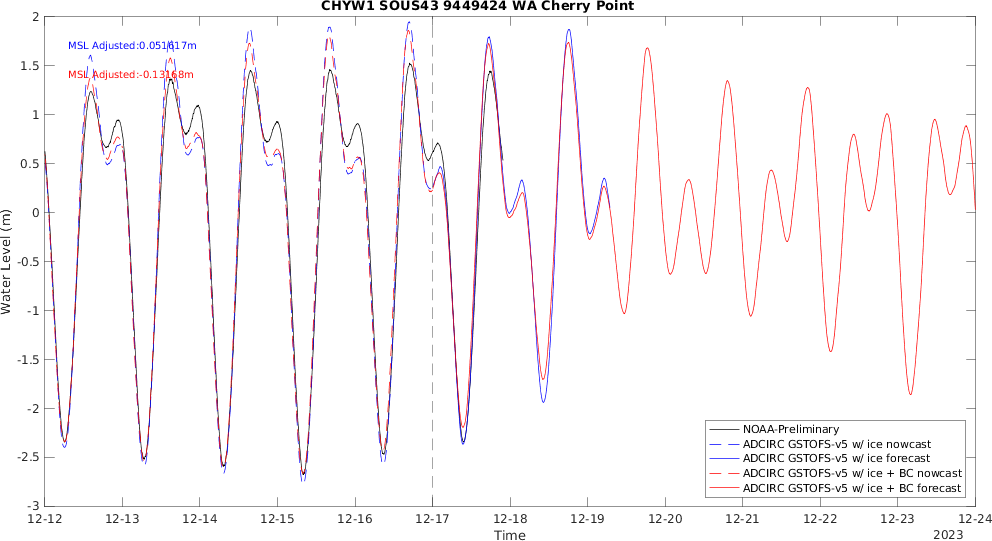 CHYW1 SOUS43 9449424 WA Cherry Point
MSL Adjusted:0.051617m
MSL Adjusted:-0.13168m
Water Level (m)
2
1.5
1
0.5
0
-0.5
-1
-1.5
-2
-2.5
-3
NOAA-Preliminary
ADCIRC GSTOFS-v5 w/ ice nowcast
ADCIRC GSTOFS-v5 w/ ice forecast
ADCIRC GSTOFS-v5 w/ ice + BC nowcast
ADCIRC GSTOFS-v5 w/ ice + BC forecast
12-12 12-13 12-14 12-15 12-16 12-17 12-18 12-19 12-20 12-21 12-22 12-23 12-24
Time
2023